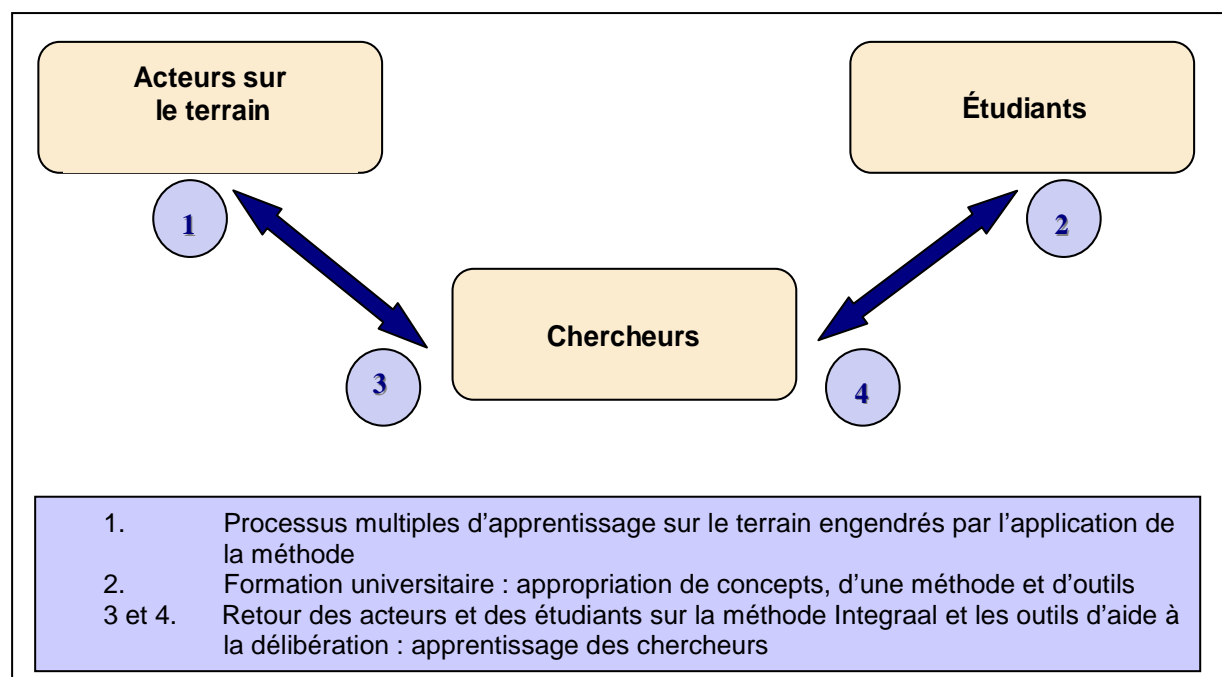 Acteurs sur
le terrain
Étudiants
1
2
Chercheurs
3
4
1. Processus multiples d'apprentissage sur le terrain engendrés par l'application de
la méthode
2. Formation universitaire : appropriation de concepts, d'une méthode et d'outils
3 et 4. Retour des acteurs et des étudiants sur la méthode Integraal et les outils d'aide à
la délibération : apprentissage des chercheurs